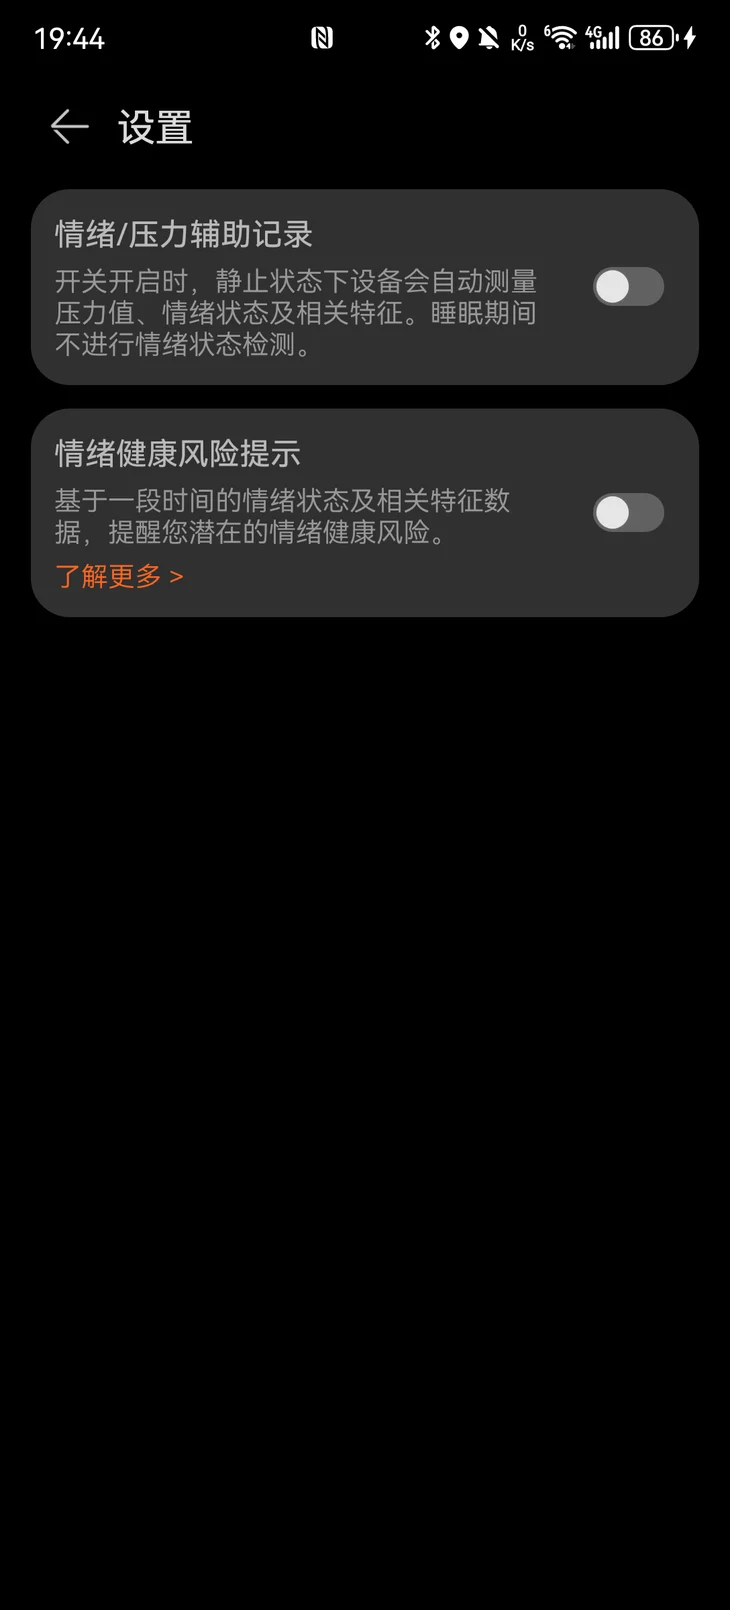 19:44
0
K/s
6
4G
86
设置
情绪/压力辅助记录
开关开启时，静止状态下设备会自动测量
压力值、情绪状态及相关特征。睡眠期间
不进行情绪状态检测。
情绪健康风险提示
基于一段时间的情绪状态及相关特征数
据，提醒您潜在的情绪健康风险。
了解更多 >